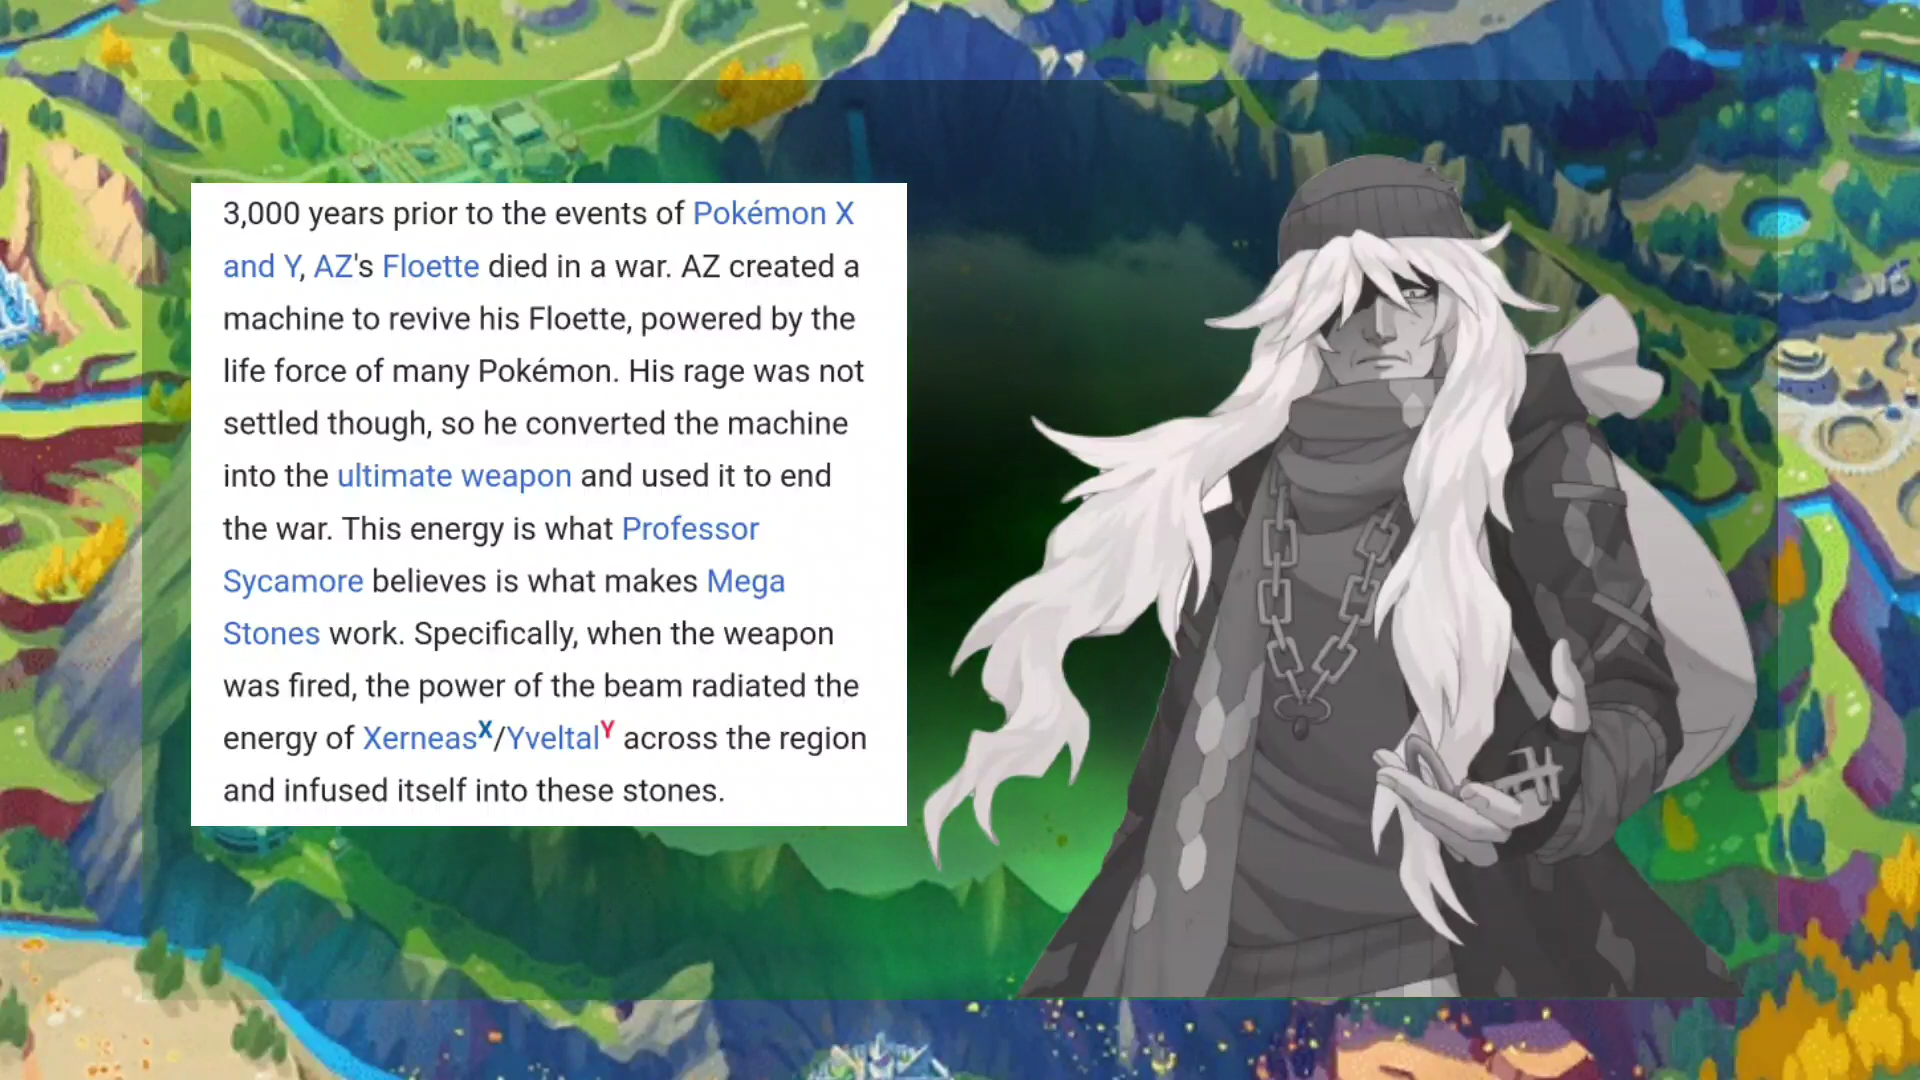 3,000 years prior to the events of Pokémon X
and Y, AZ's Floette died in a war. AZ created a
machine to revive his Floette, powered by the
life force of many Pokémon. His rage was not
settled though, so he converted the machine
into the ultimate weapon and used it to end
the war. This energy is what Professor
Sycamore believes is what makes Mega
Stones work. Specifically, when the weapon
was fired, the power of the beam radiated the
energy of XerneasX/YveltalY across the region
and infused itself into these stones.